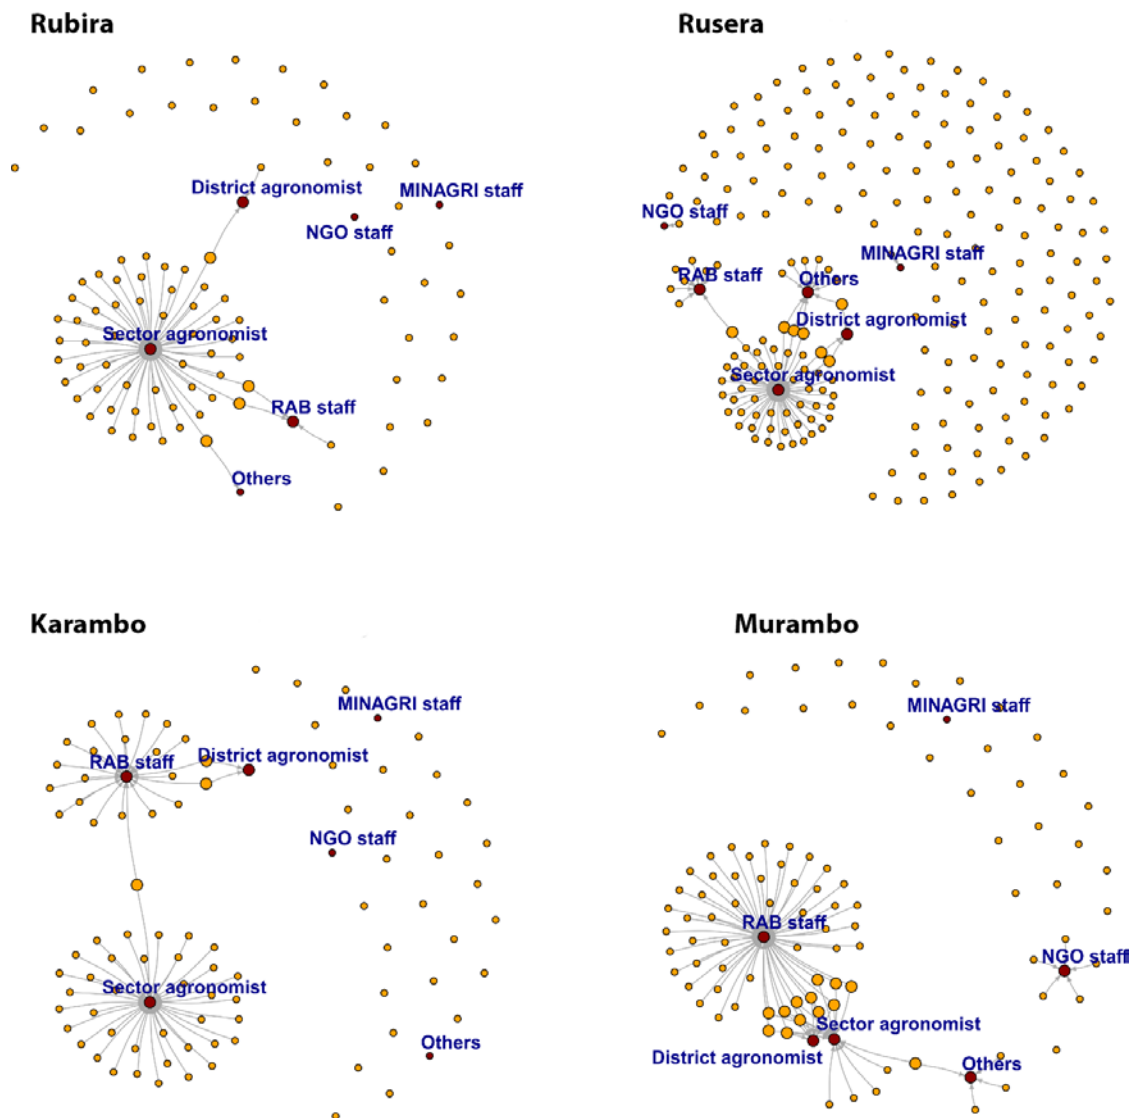 Rubira
Rusera
District agronomist
MINAGRI staff
NGO staff
Sector agronomist
RAB staff
Others
NGO staff
MINAGRI staff
RAB staff
Others
District agronomist
Sector agronomist
Karambo
Murambo
MINAGRI staff
RAB staff
District agronomist
NGO staff
Sector agronomist
Others
MINAGRI staff
RAB staff
NGO staff
Sector agronomist
District agronomist
Others